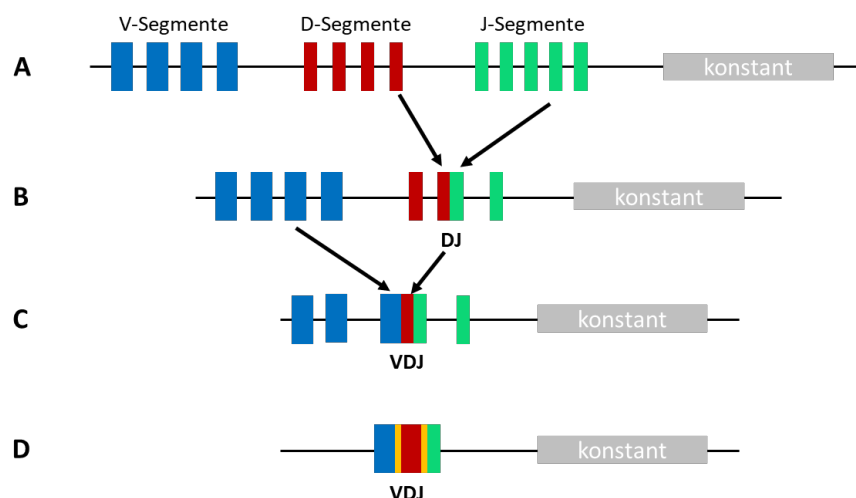 V-Segmente D-Segmente J-Segmente
A konstant
B konstant
DJ
C konstant
VDJ
D konstant
VDJ